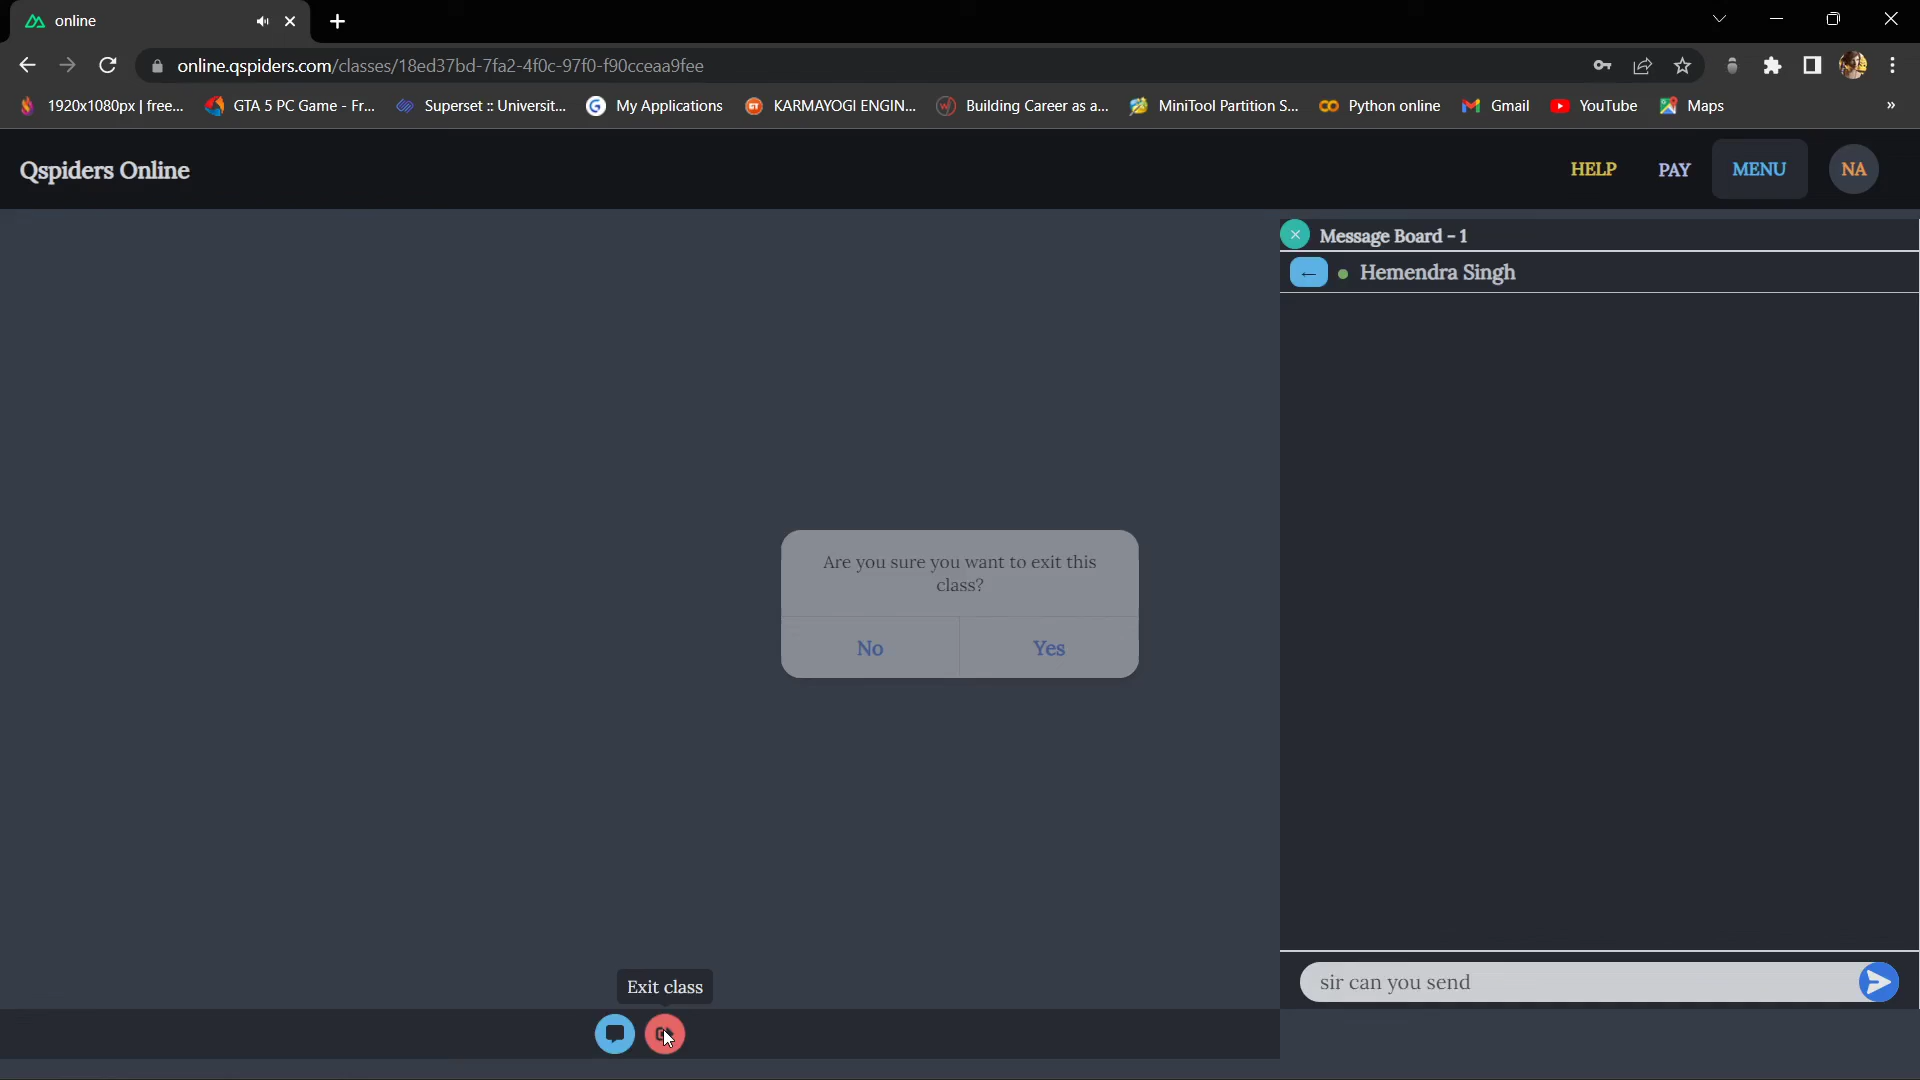 online
online.qspiders.com/classes/18ed37bd-7fa2-4f0c-97f0-f90cceaa9fee
1920x1080px | free...
GTA 5 PC Game - Fr...
Superset :: Universit...
My Applications
KARMAYOGI ENGIN...
Building Career as a...
MiniTool Partition S...
Python online
Gmail
YouTube
Maps
»
Qspiders Online
HELP
PAY
MENU
NA
Message Board - 1
Hemendra Singh
Are you sure you want to exit this
class?
No
Yes
sir can you send
Exit class